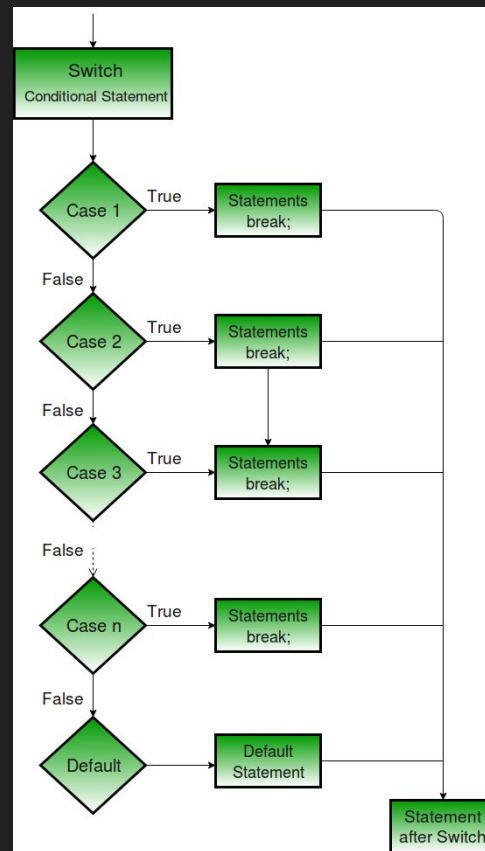 Switch
Conditional Statement
Case 1
True
Statements
break;
False
Case 2
True
Statements
break;
False
Case 3
True
Statements
break;
False
Case n
True
Statements
break;
False
Default
Default
Statement
Statement
after Switch